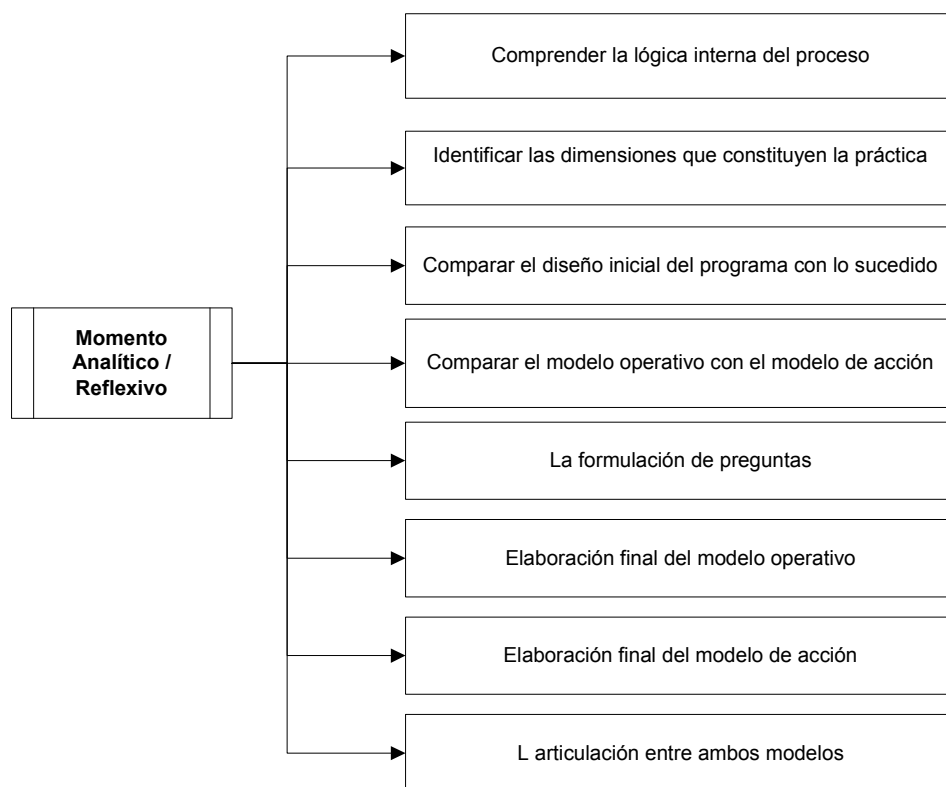 Comprender la lógica interna del proceso
Identificar las dimensiones que constituyen la práctica
Comparar el diseño inicial del programa con lo sucedido
Momento
Analítico /
Reflexivo
Comparar el modelo operativo con el modelo de acción
La formulación de preguntas
Elaboración final del modelo operativo
Elaboración final del modelo de acción
L articulación entre ambos modelos